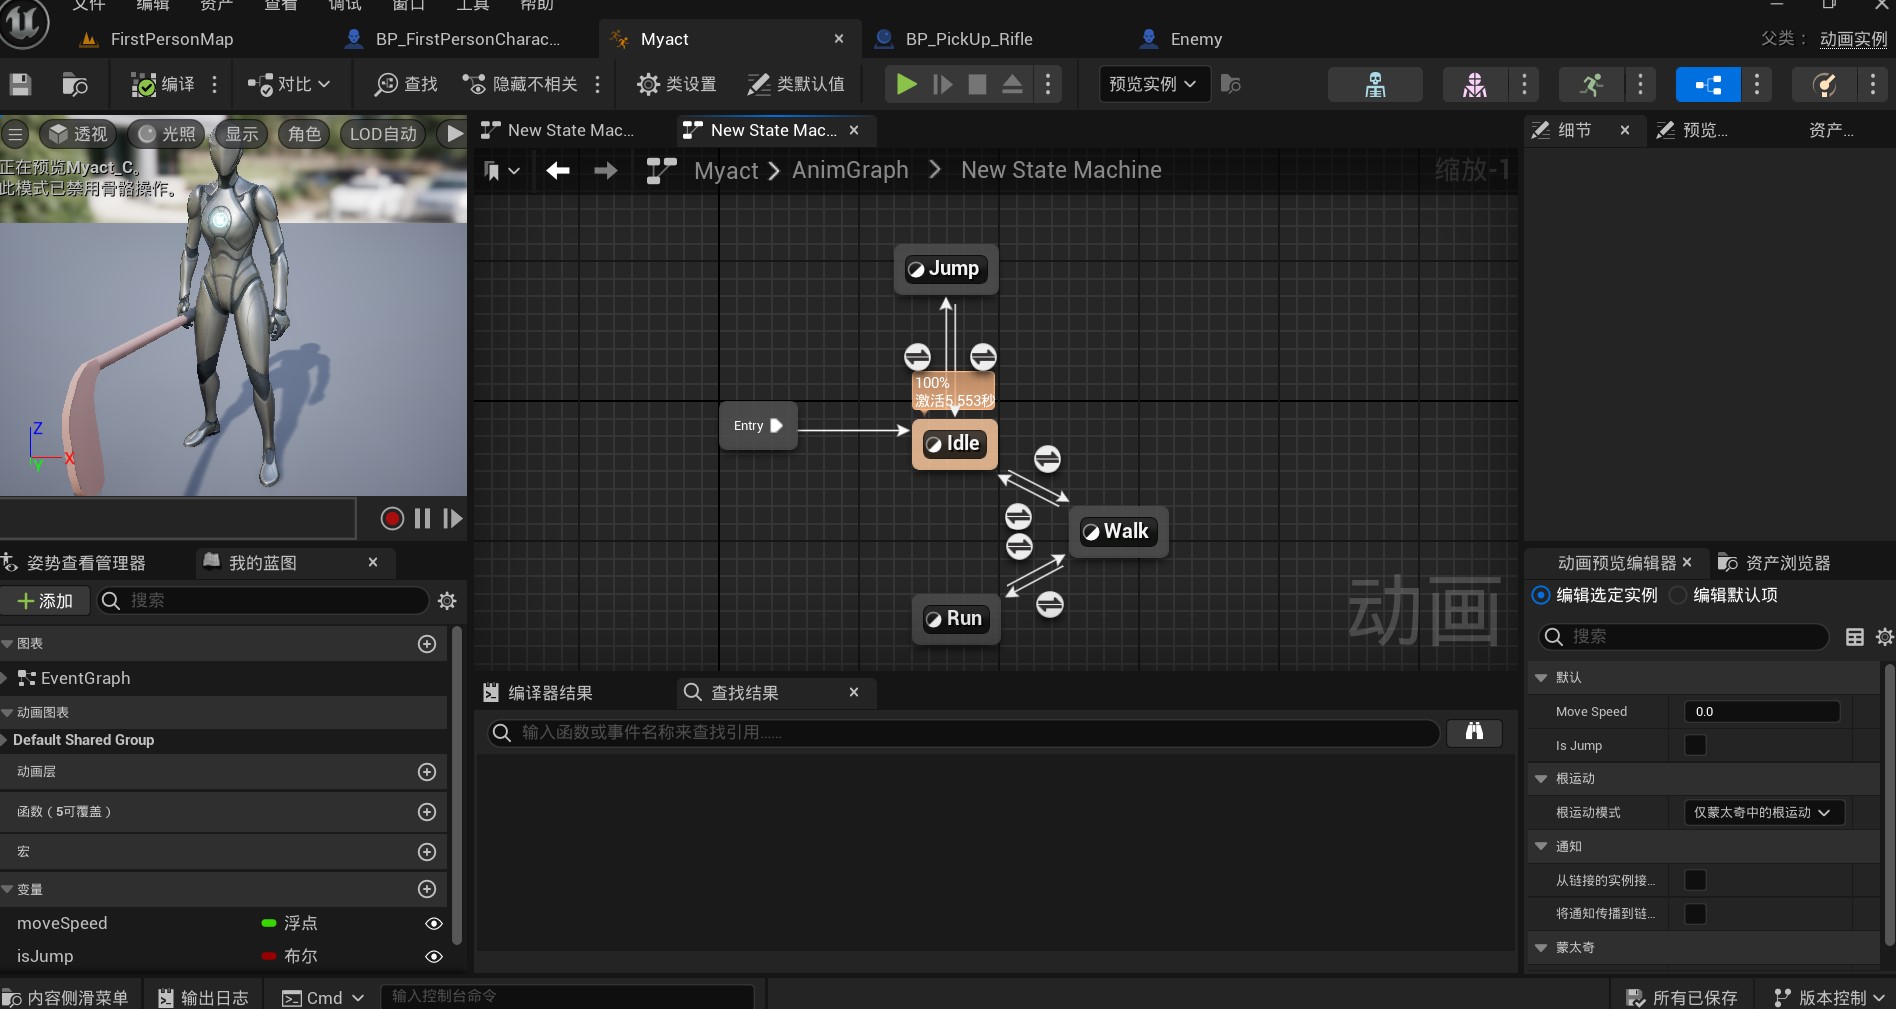 文件 编辑 资产 查看 调试 窗口 工具 帮助
FirstPersonMap
BP_FirstPersonCharac...
Myact
BP_PickUp_Rifle
Enemy
父类： 动画实例
编译
对比
查找
隐藏不相关
类设置
类默认值
预览实例
透视
光照
显示
角色
LOD自动
正在预览Myact_C。
此模式已禁用骨骼操作。
Z
X
Y
New State Mac...
New State Mac...
Myact
AnimGraph
New State Machine
缩放-1
Jump
100%
激活5.553秒
Entry
Idle
Walk
Run
动画
姿势查看管理器
我的蓝图
添加
搜索
图表
EventGraph
动画图表
Default Shared Group
动画层
函数（5可覆盖）
宏
变量
moveSpeed 浮点
isJump 布尔
编译器结果
查找结果
输入函数或事件名称来查找引用......
细节
预览...
资产...
动画预览编辑器
资产浏览器
编辑选定实例
编辑默认项
搜索
默认
Move Speed 0.0
Is Jump
根运动
根运动模式 仅蒙太奇中的根运动
通知
从链接的实例接...
将通知传播到链...
蒙太奇
内容侧滑菜单
输出日志
Cmd
输入控制台命令
所有已保存
版本控制